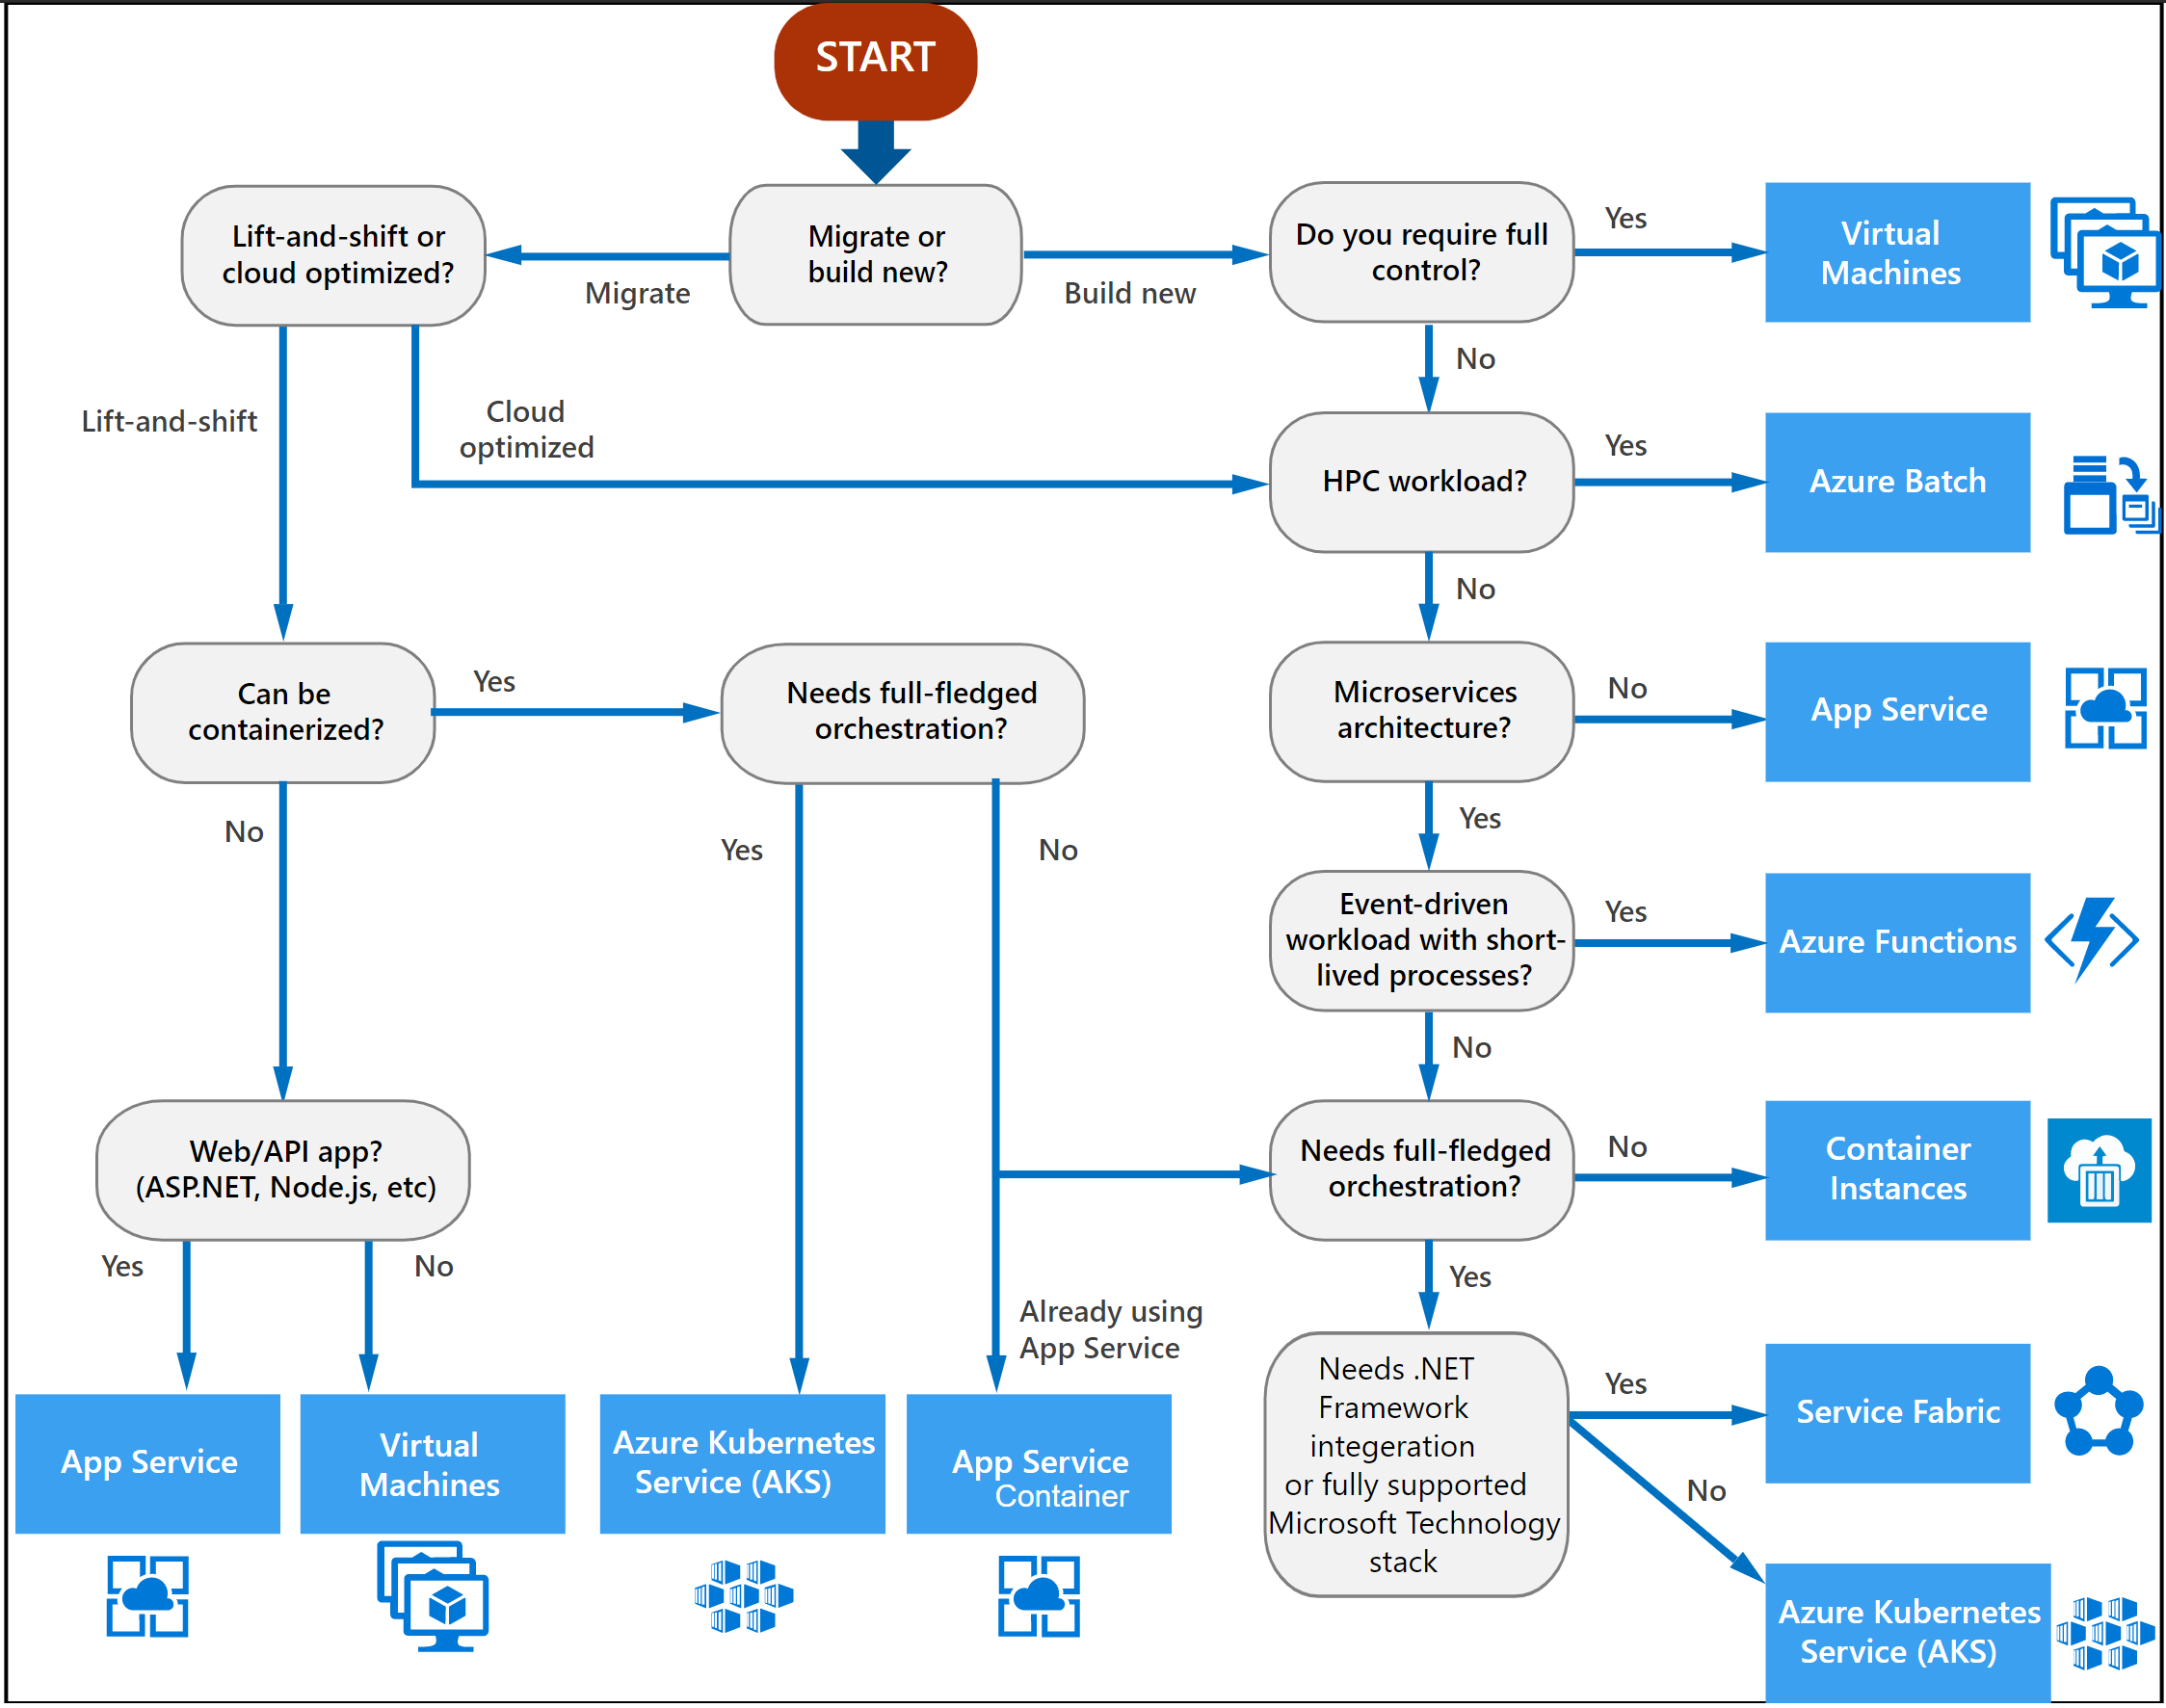 START
Lift-and-shift or
cloud optimized?
Migrate
Migrate or
build new?
Build new
Do you require full
control?
Yes
Virtual
Machines
No
Lift-and-shift
Cloud
optimized
HPC workload?
Yes
Azure Batch
No
Can be
containerized?
Yes
Needs full-fledged
orchestration?
Microservices
architecture?
No
App Service
No
Yes
No
Yes
Event-driven
workload with short-
lived processes?
Yes
Azure Functions
No
Web/API app?
(ASP.NET, Node.js, etc)
Needs full-fledged
orchestration?
No
Container
Instances
Yes
No
Yes
Already using
App Service
Needs .NET
Framework
integeration
or fully supported
Microsoft Technology
stack
Yes
Service Fabric
No
App Service
Virtual
Machines
Azure Kubernetes
Service (AKS)
App Service
Container
Azure Kubernetes
Service (AKS)